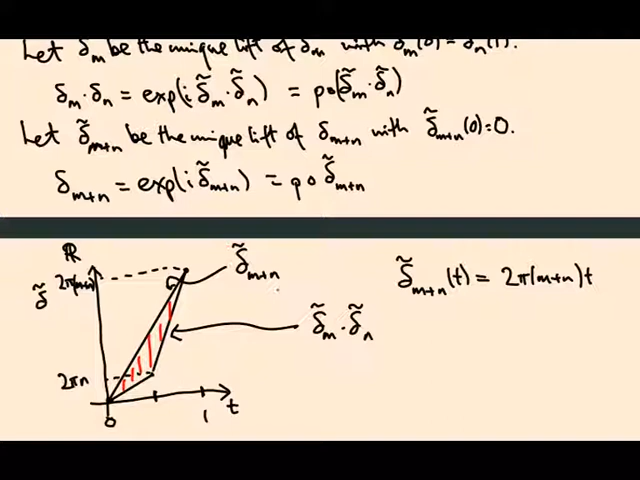 Let δ̃m be the unique lift of δm with δ̃m(0) = δ̃n(1).
δm · δn = exp(i δ̃m · δ̃n) = p∘(δ̃m · δ̃n)
Let δ̃m+n be the unique lift of δm+n with δ̃m+n(0)=0.
δm+n = exp(i δ̃m+n) = p∘δ̃m+n
ℝ
2π(m+n)
δ̃
δ̃m+n
δ̃m+n(t) = 2π(m+n)t
δ̃m · δ̃n
2πn
0
1
t